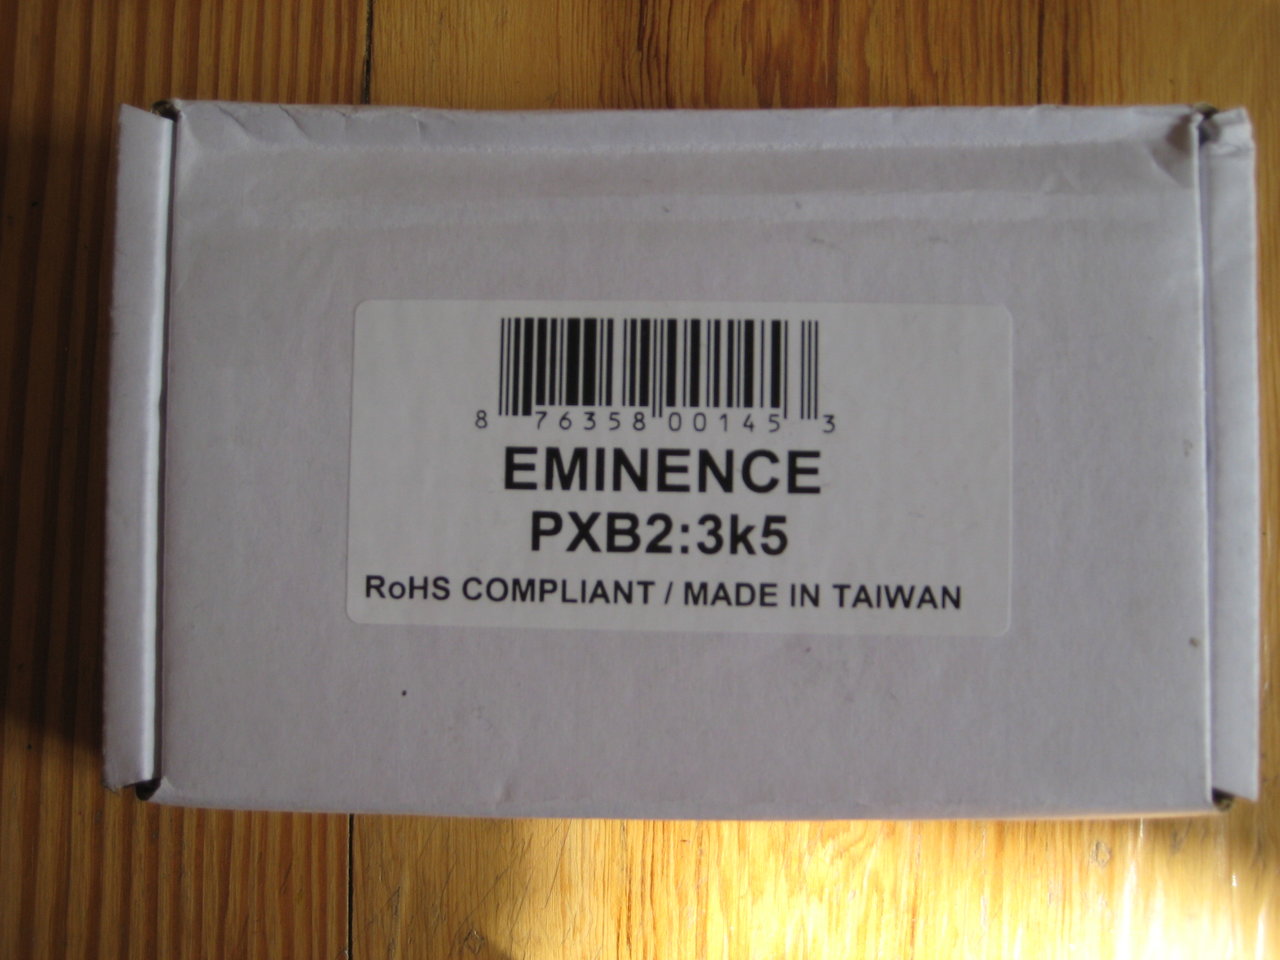 8 76358 00145 3
EMINENCE
PXB2:3k5
RoHS COMPLIANT / MADE IN TAIWAN